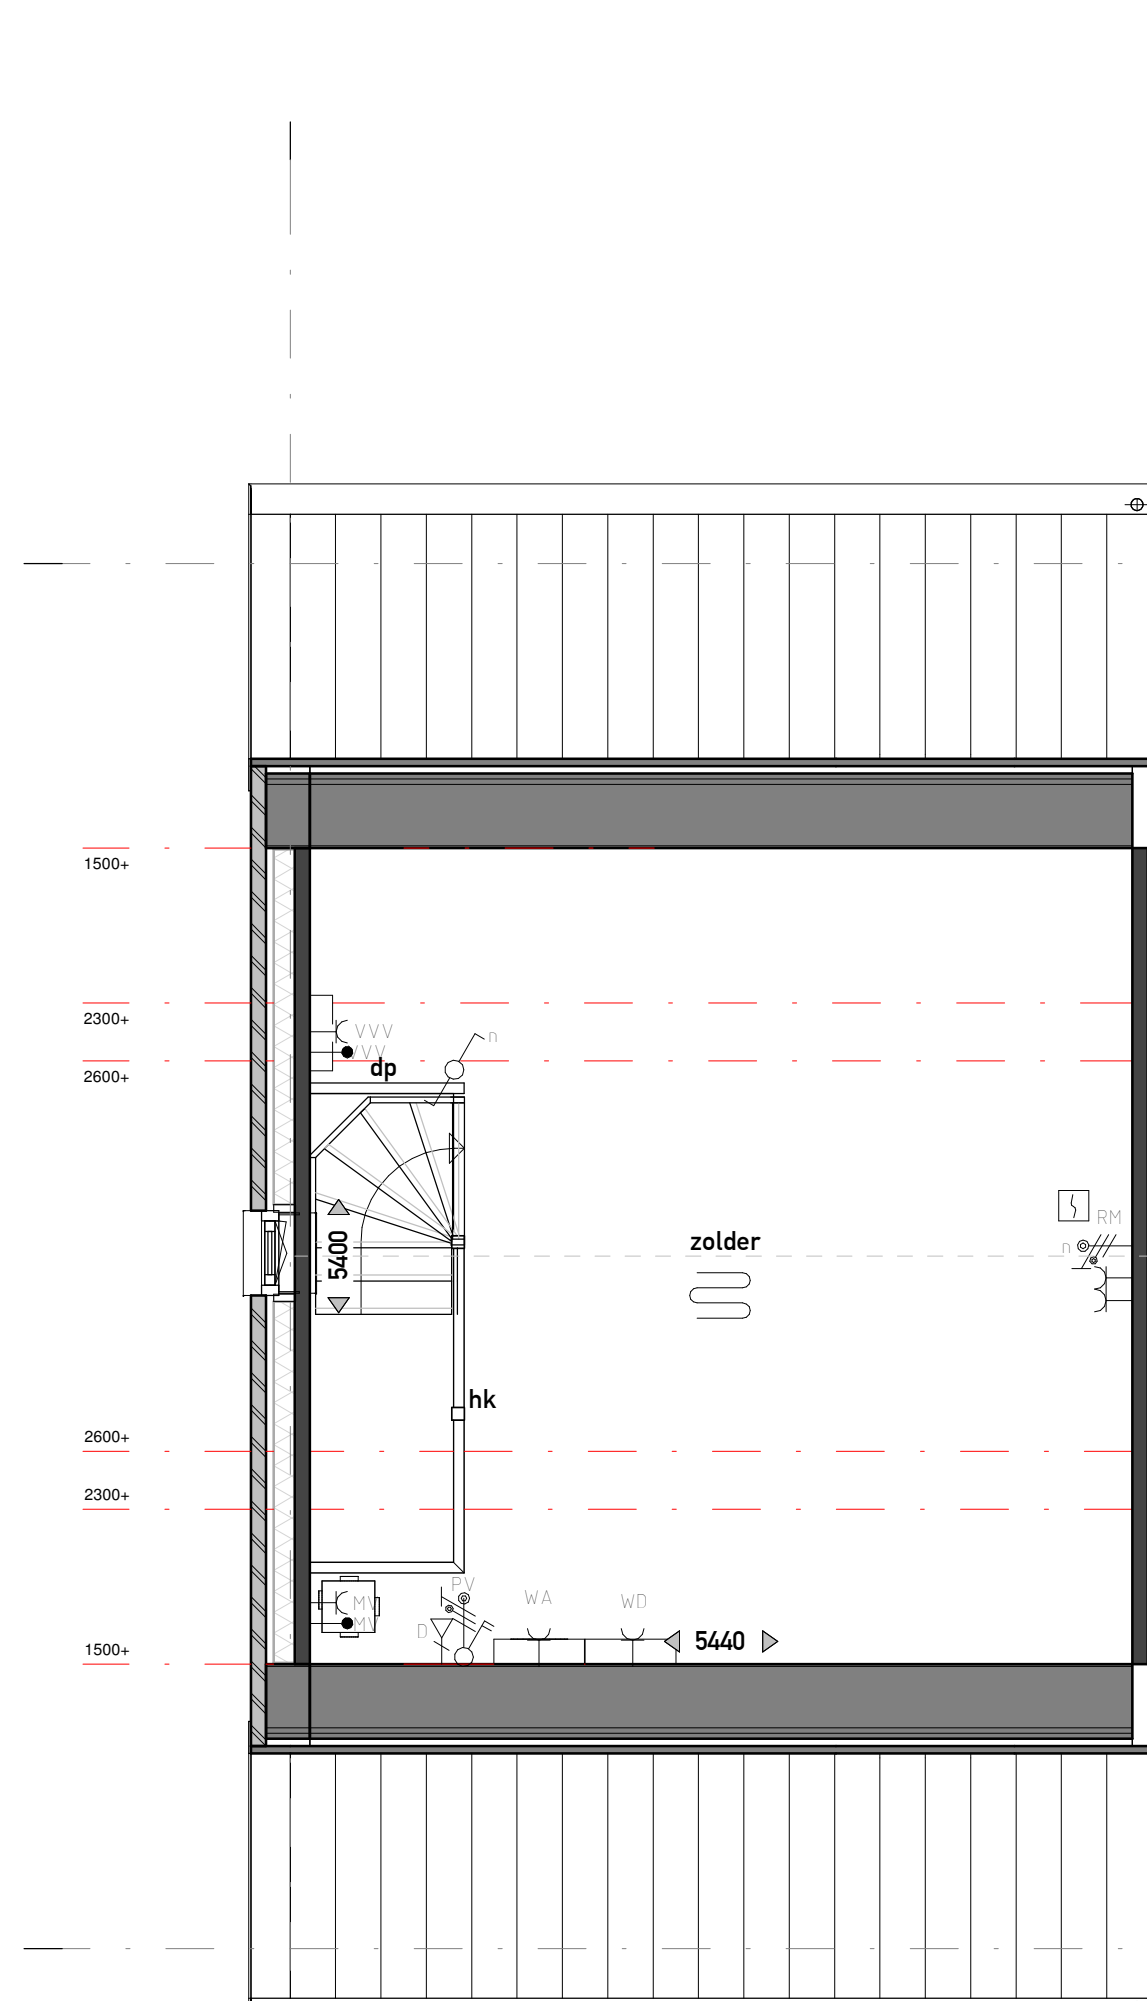 1500+
2300+
VVV
VVV
n
dp
2600+
RM
zolder
n
5400
hk
2600+
2300+
PV
WA
WD
MV
MV
D
5440
1500+